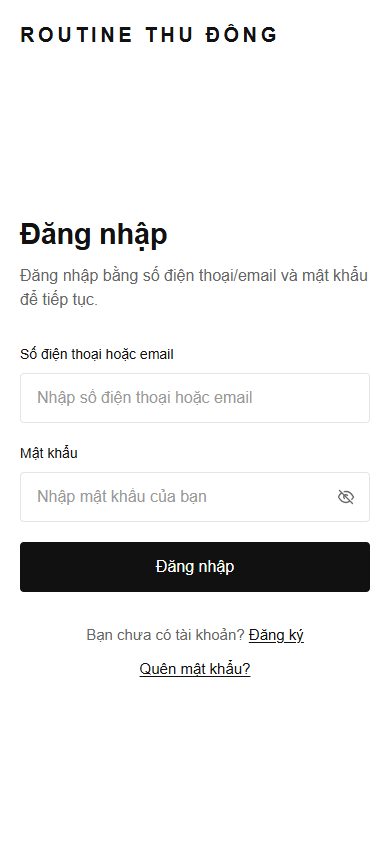 ROUTINE THU ĐÔNG
Đăng nhập
Đăng nhập bằng số điện thoại/email và mật khẩu
để tiếp tục.
Số điện thoại hoặc email
Nhập số điện thoại hoặc email
Mật khẩu
Nhập mật khẩu của bạn
Đăng nhập
Bạn chưa có tài khoản? Đăng ký
Quên mật khẩu?